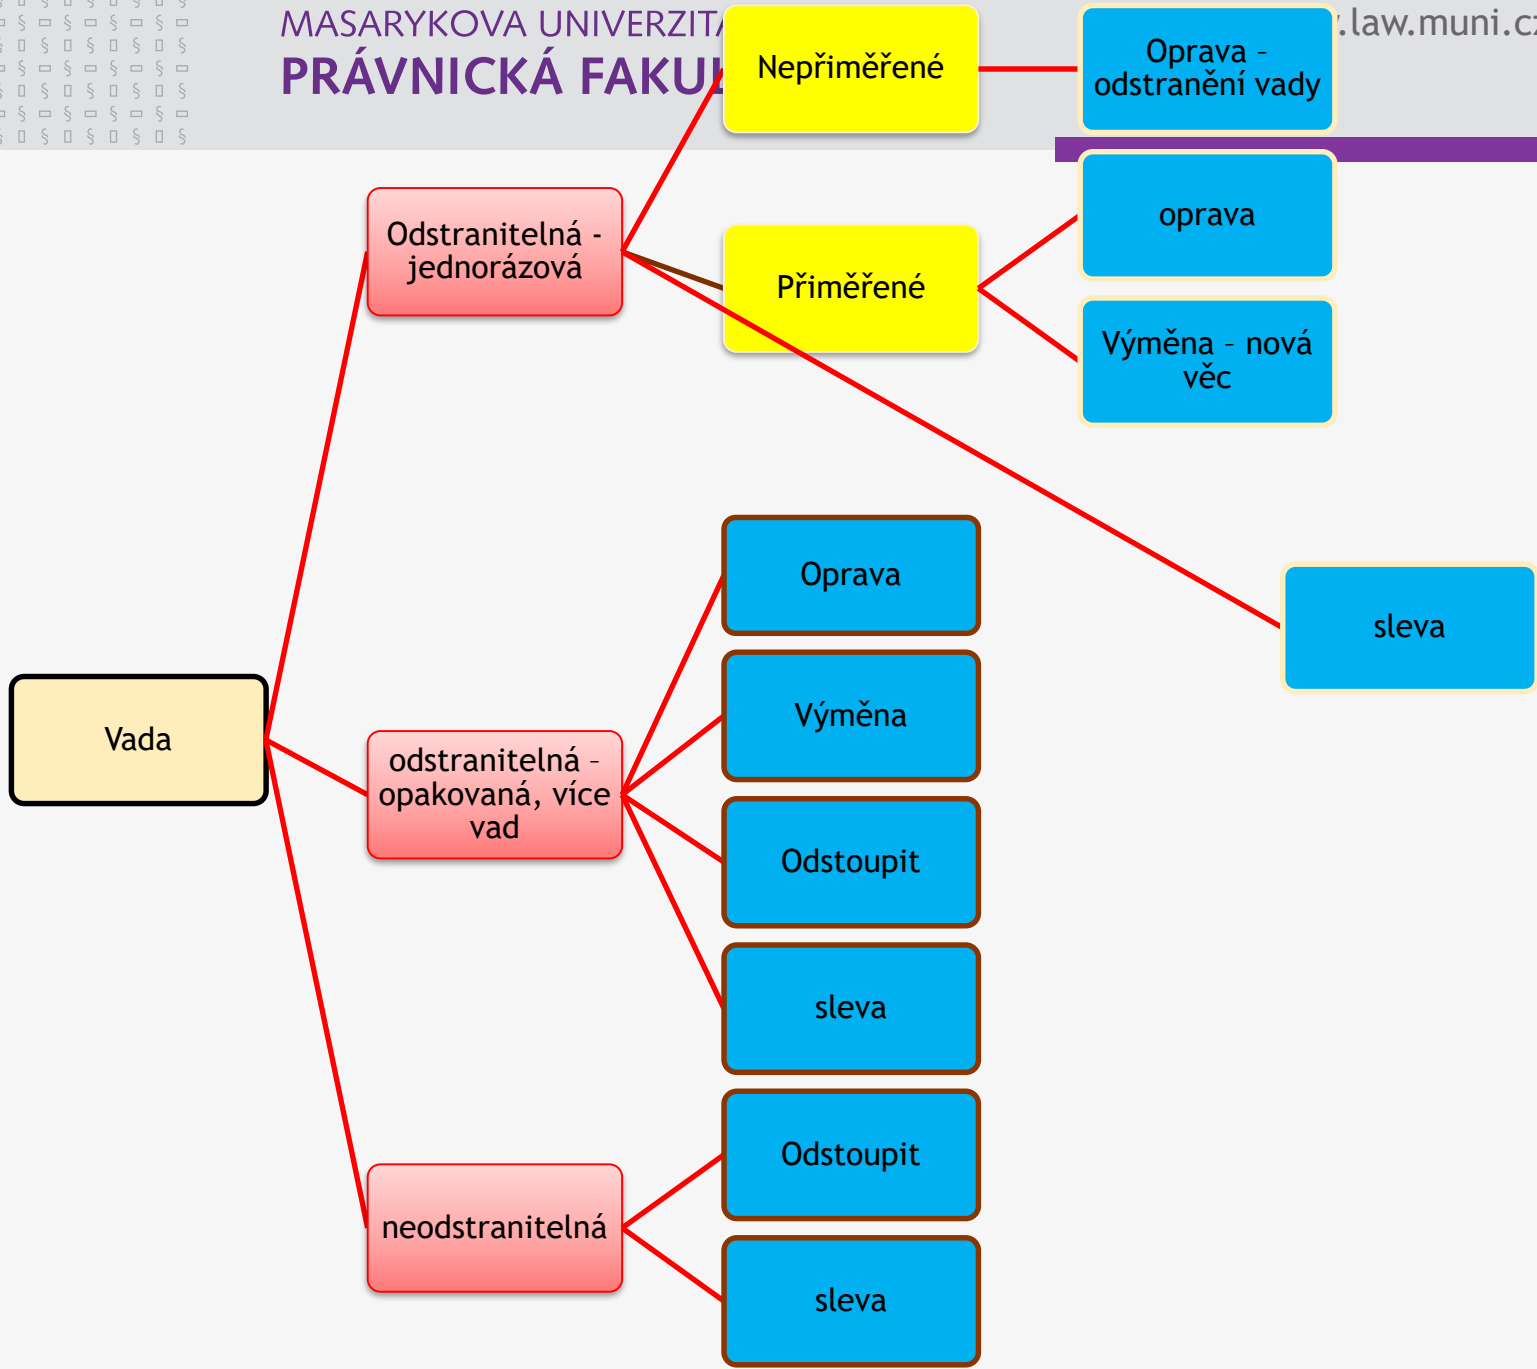 MASARYKOVA UNIVERZITA
PRÁVNICKÁ
.law.muni.cz
Nepřiměřené
Oprava –
odstranění vady
Odstranitelná -
jednorázová
Přiměřené
oprava
Výměna – nová
věc
sleva
Vada
odstranitelná –
opakovaná, více
vad
Oprava
Výměna
Odstoupit
sleva
neodstranitelná
Odstoupit
sleva